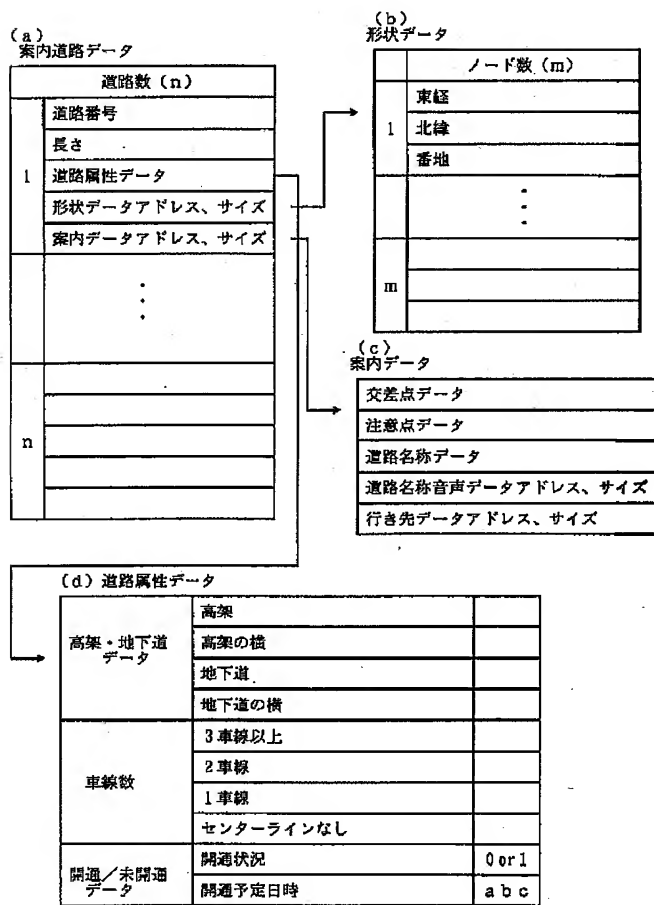 (a)
案内道路データ
道路数(n)
1
道路番号
長さ
道路属性データ
形状データアドレス、サイズ
案内データアドレス、サイズ
n
(b)
形状データ
ノード数(m)
1
東経
北緯
番地
m
(c)
案内データ
交差点データ
注意点データ
道路名称データ
道路名称音声データアドレス、サイズ
行き先データアドレス、サイズ
(d)道路属性データ
高架・地下道
データ
高架
高架の横
地下道
地下道の横
車線数
3車線以上
2車線
1車線
センターラインなし
開通/未開通
データ
開通状況
0or1
開通予定日時
abc